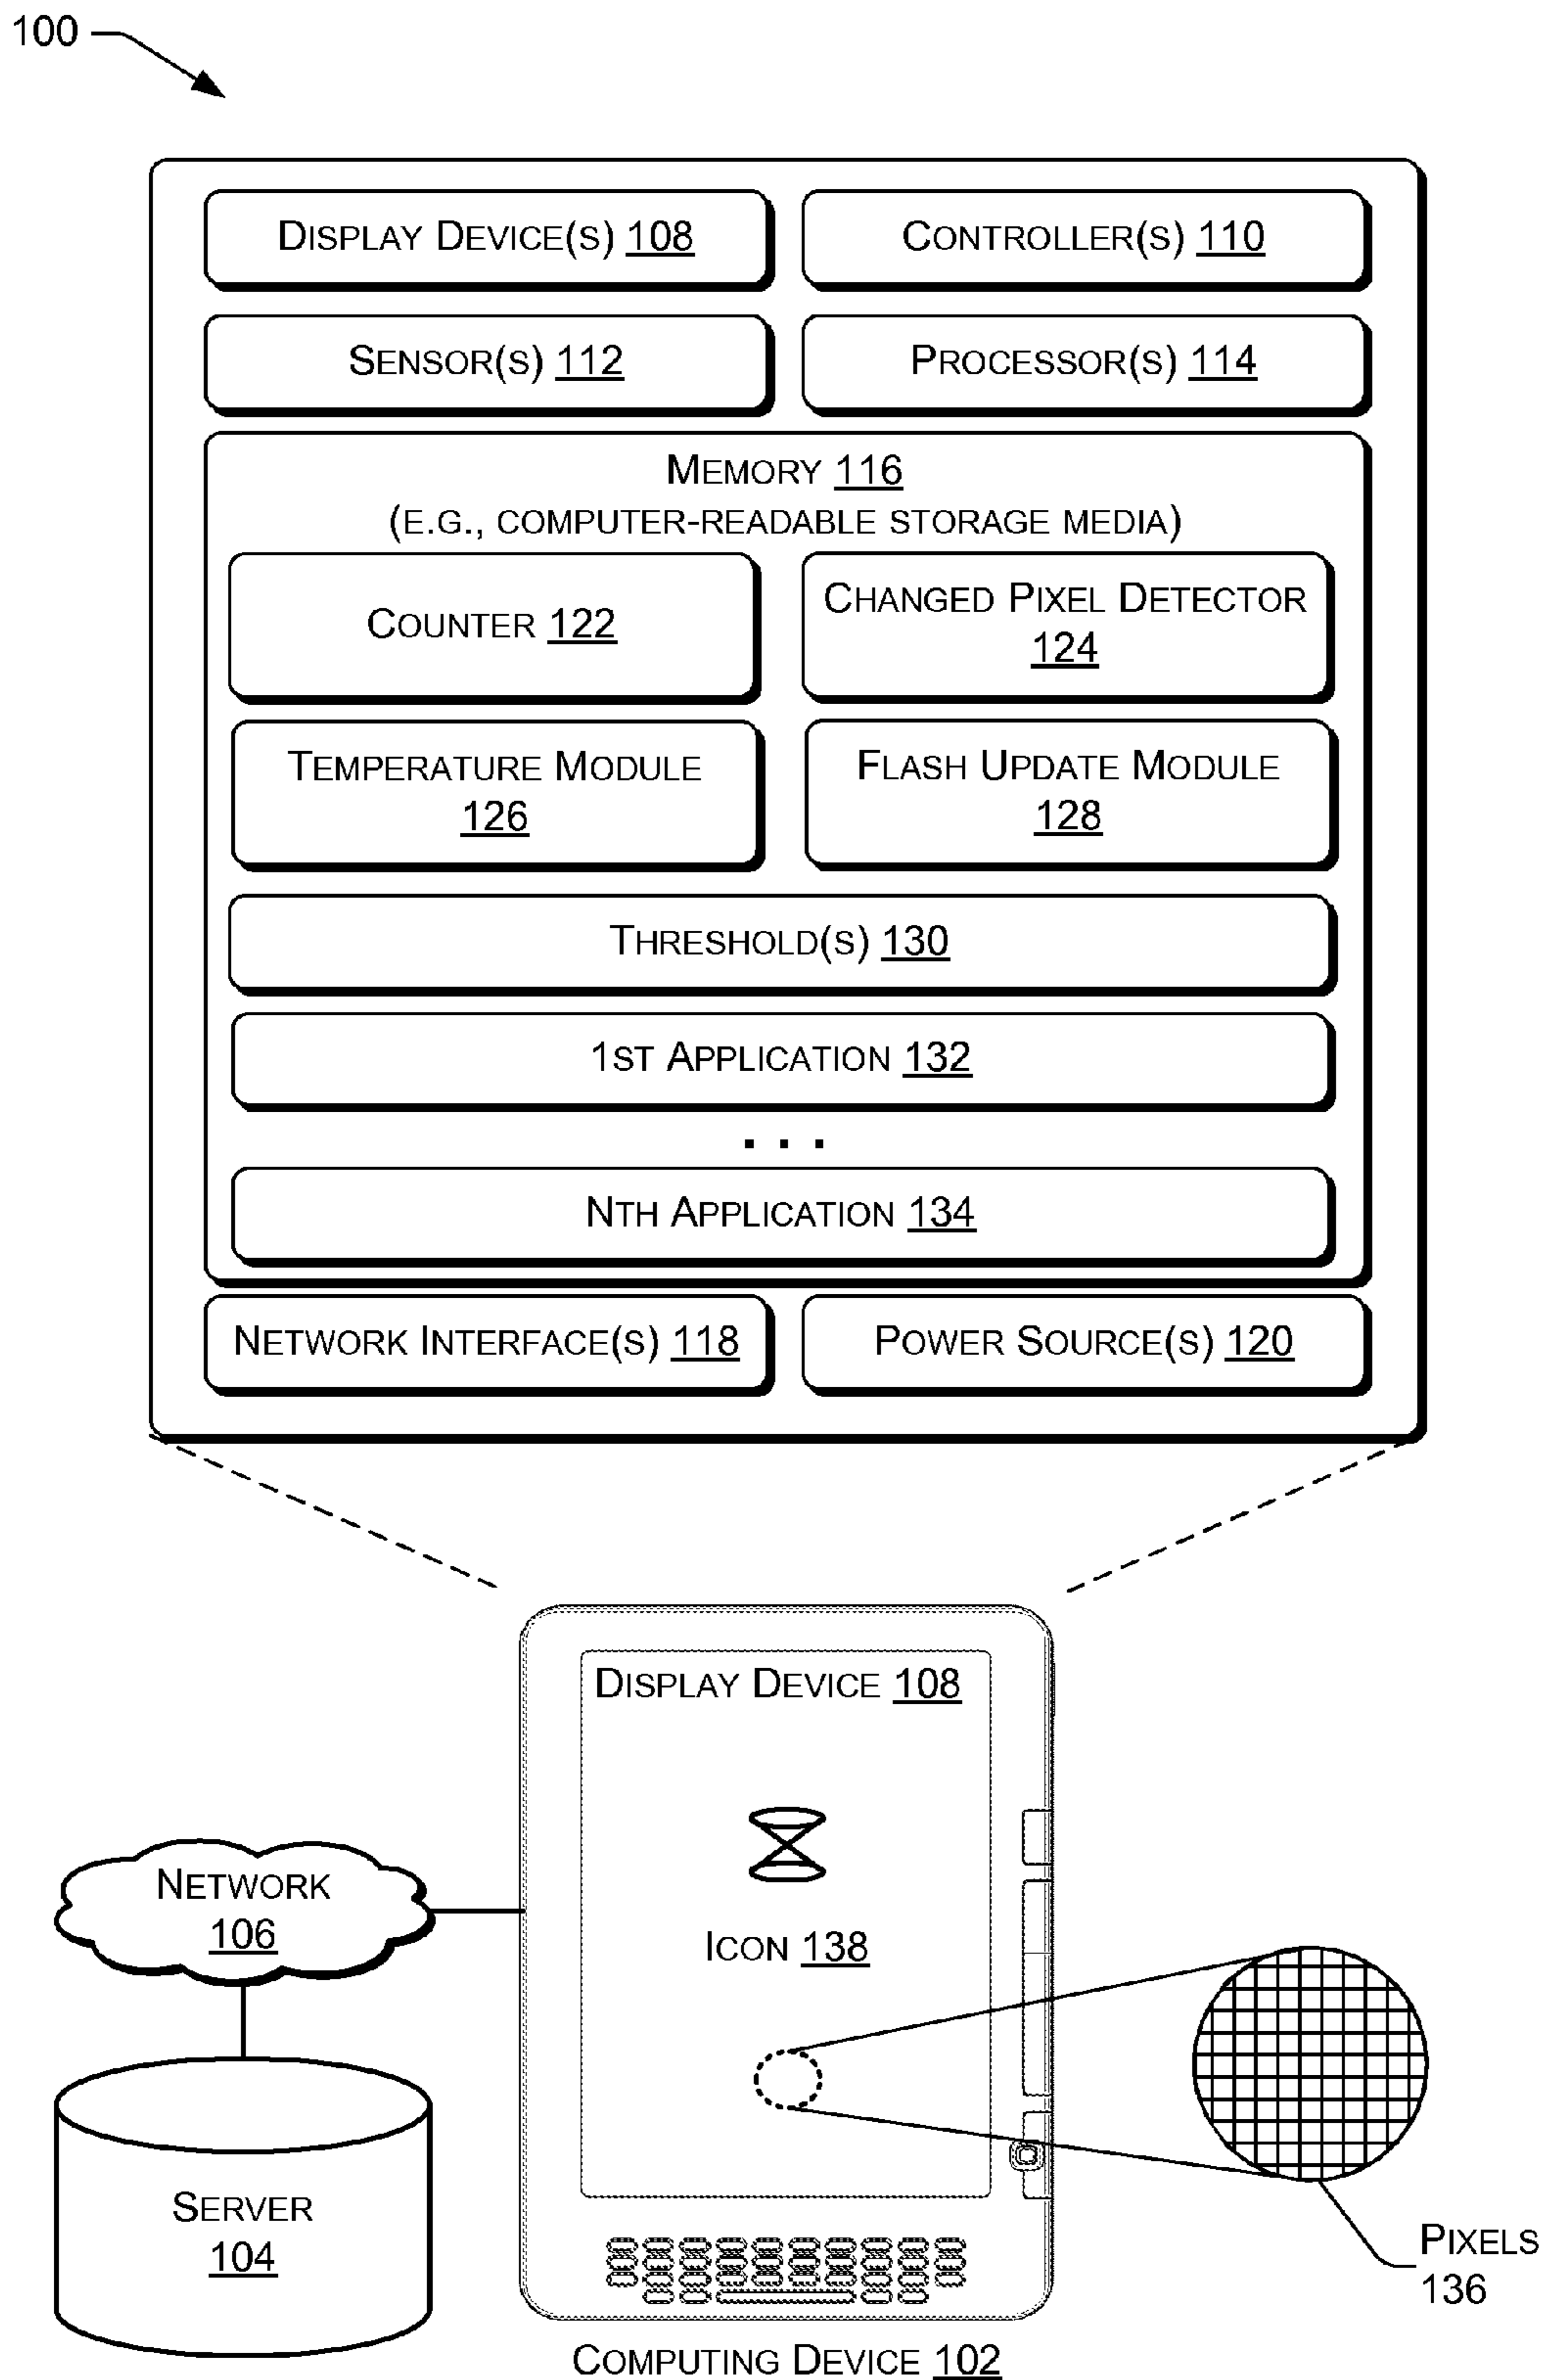 100
DISPLAY DEVICE(S) 108
CONTROLLER(S) 110
SENSOR(S) 112
PROCESSOR(S) 114
MEMORY 116
(E.G., COMPUTER-READABLE STORAGE MEDIA)
COUNTER 122
CHANGED PIXEL DETECTOR
124
TEMPERATURE MODULE
126
FLASH UPDATE MODULE
128
THRESHOLD(S) 130
1ST APPLICATION 132
. . .
NTH APPLICATION 134
NETWORK INTERFACE(S) 118
POWER SOURCE(S) 120
DISPLAY DEVICE 108
ICON 138
NETWORK
106
SERVER
104
PIXELS
136
COMPUTING DEVICE 102